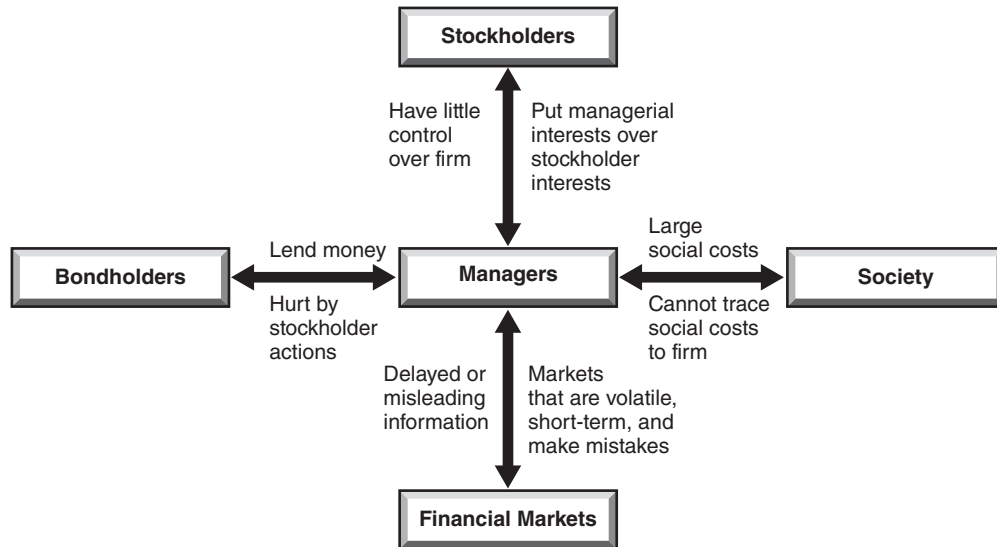 Stockholders
Have little
control
over firm
Put managerial
interests over
stockholder
interests
Bondholders
Lend money
Hurt by
stockholder
actions
Managers
Large
social costs
Cannot trace
social costs
to firm
Society
Delayed or
misleading
information
Markets
that are volatile,
short-term, and
make mistakes
Financial Markets